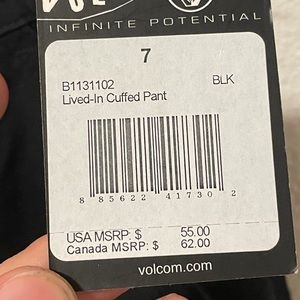 INFINITE POTENTIAL
7
B1131102 BLK
Lived-In Cuffed Pant
8 85622 41730 2
USA MSRP: $ 55.00
Canada MSRP: $ 62.00
volcom.com